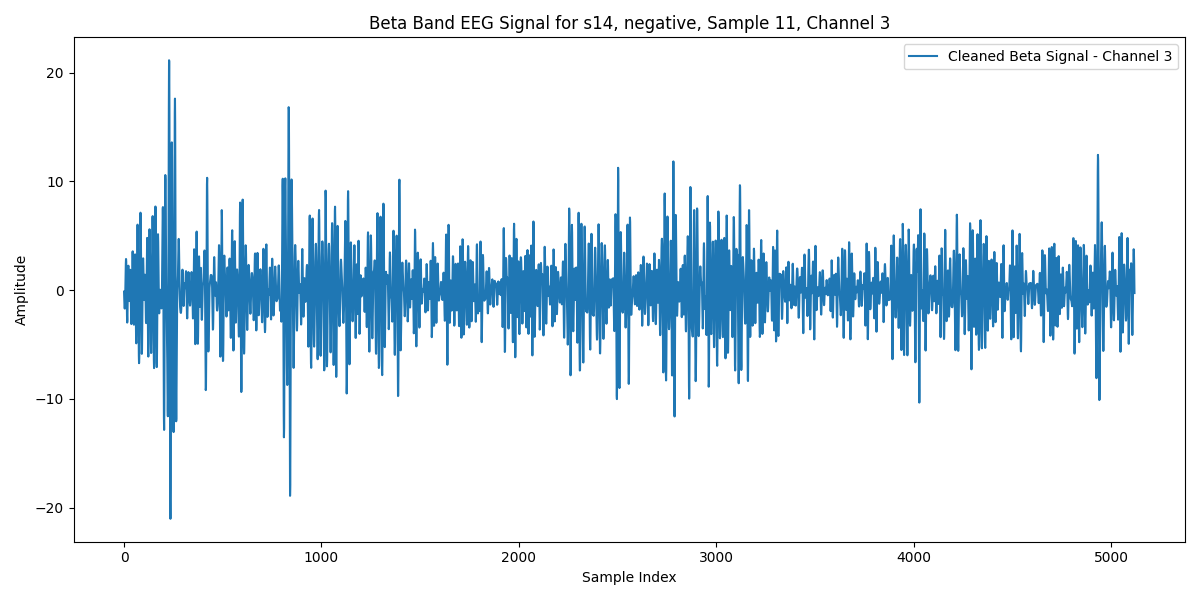 Beta Band EEG Signal for s14, negative, Sample 11, Channel 3
Cleaned Beta Signal - Channel 3
Amplitude
20
10
0
−10
−20
0 1000 2000 3000 4000 5000
Sample Index